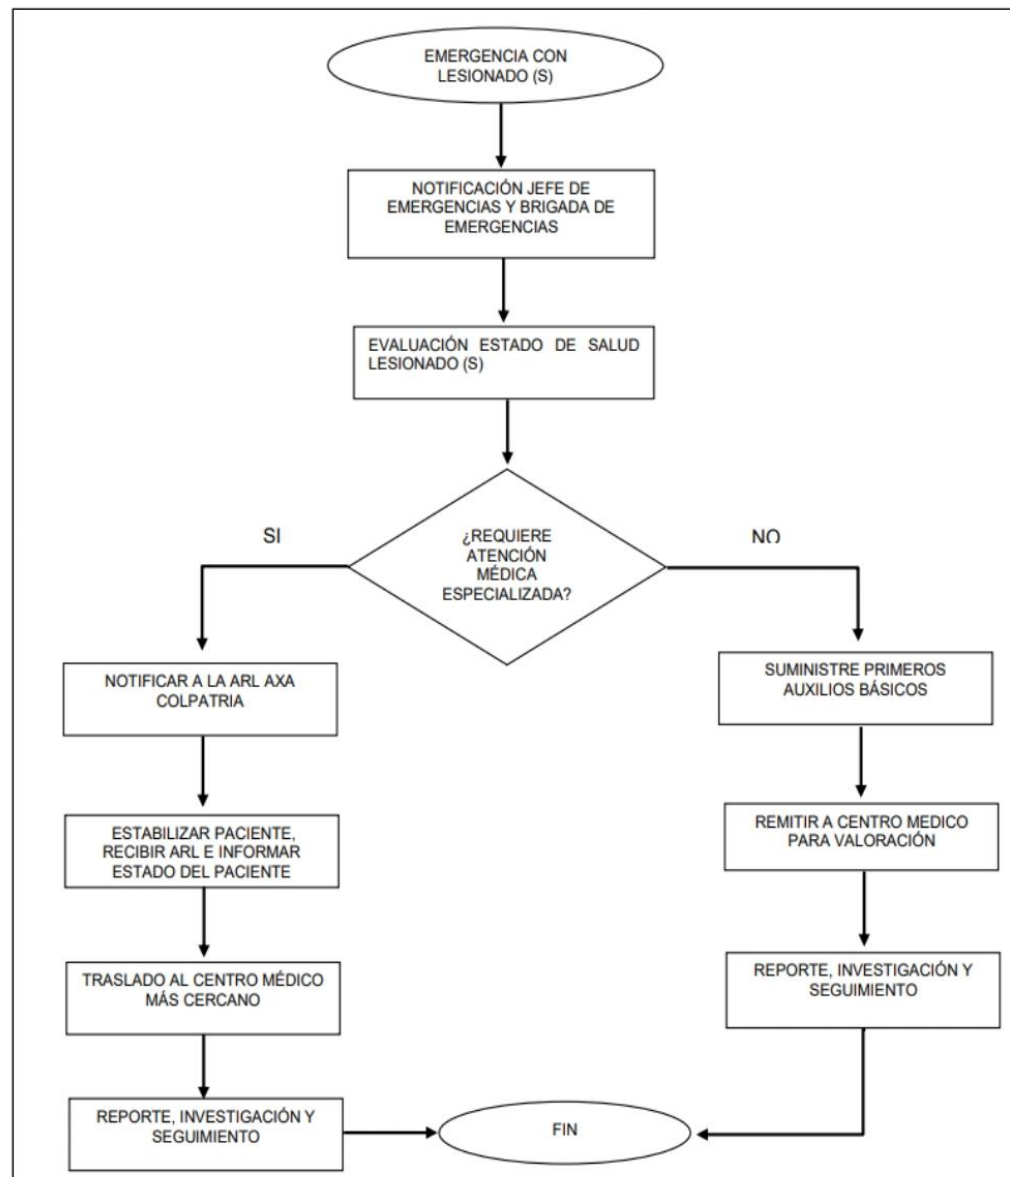 EMERGENCIA CON
LESIONADO (S)
NOTIFICACIÓN JEFE DE
EMERGENCIAS Y BRIGADA DE
EMERGENCIAS
EVALUACIÓN ESTADO DE SALUD
LESIONADO (S)
¿REQUIERE
ATENCIÓN
MÉDICA
ESPECIALIZADA?
SI
NO
NOTIFICAR A LA ARL AXA
COLPATRIA
ESTABILIZAR PACIENTE,
RECIBIR ARL E INFORMAR
ESTADO DEL PACIENTE
TRASLADO AL CENTRO MÉDICO
MÁS CERCANO
REPORTE, INVESTIGACIÓN Y
SEGUIMIENTO
SUMINISTRE PRIMEROS
AUXILIOS BÁSICOS
REMITIR A CENTRO MEDICO
PARA VALORACIÓN
REPORTE, INVESTIGACIÓN Y
SEGUIMIENTO
FIN